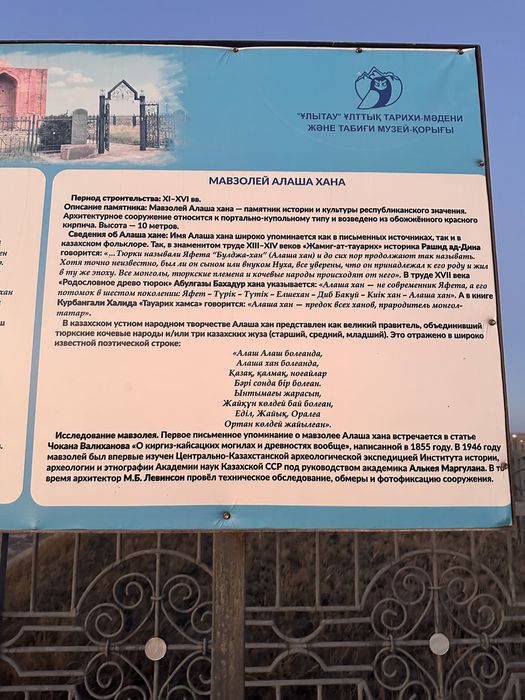 "ҰЛЫТАУ" ҰЛТТЫҚ ТАРИХИ-МӘДЕНИ
ЖӘНЕ ТАБИҒИ МУЗЕЙ-ҚОРЫҒЫ
МАВЗОЛЕЙ АЛАША ХАНА
Период строительства: XI–XVI вв.
Описание памятника: Мавзолей Алаша хана — памятник истории и культуры республиканского значения.
Архитектурное сооружение относится к портально-купольному типу и возведено из обожжённого красного
кирпича. Высота — 10 метров.
Сведения об Алаша хане: Имя Алаша хана широко упоминается как в письменных источниках, так и в
казахском фольклоре. Так, в знаменитом труде XIII–XIV веков «Жамиг-ат-тауарих» историка Рашид ад-Дина
говорится: «...Тюрки называли Яфета “Булджа-хан” (Алаша хан) и до сих пор продолжают так называть.
Хотя точно неизвестно, был ли он сыном или внуком Нуха, все уверены, что он принадлежал к его роду и жил
в ту же эпоху. Все монголы, тюркские племена и кочевые народы происходят от него». В труде XVII века
«Родословное древо тюрок» Абулгазы Бахадур хана указывается: «Алаша хан — не современник Яфета, а его
потомок в шестом поколении: Яфет – Түрік – Түтік – Елшехан – Диб Бакуй – Киік хан – Алаша хан». А в книге
Курбангали Халида «Тауарих хамса» говорится: «Алаша хан — предок всех ханов, прародитель монгол-
татар».
В казахском устном народном творчестве Алаша хан представлен как великий правитель, объединивший
тюркские кочевые народы и/или три казахских жуза (старший, средний, младший). Это отражено в широко
известной поэтической строке:
«Алаш Алаш болғанда,
Алаша хан болғанда,
Қазақ, қалмақ, ноғайлар
Бәрі сонда бір болған.
Ынтымағы жарасып,
Жайқұн көлдей бай болған,
Еділ, Жайық, Оралға
Ортан көлдей жайылған».
Исследование мавзолея. Первое письменное упоминание о мавзолее Алаша хана встречается в статье
Чокана Валиханова «О киргиз-кайсацких могилах и древностях вообще», написанной в 1855 году. В 1946 году
мавзолей был впервые изучен Центрально-Казахстанской археологической экспедицией Института истории,
археологии и этнографии Академии наук Казахской ССР под руководством академика Алькея Маргулана. В то
время архитектор М.Б. Левинсон провёл техническое обследование, обмеры и фотофиксацию сооружения.